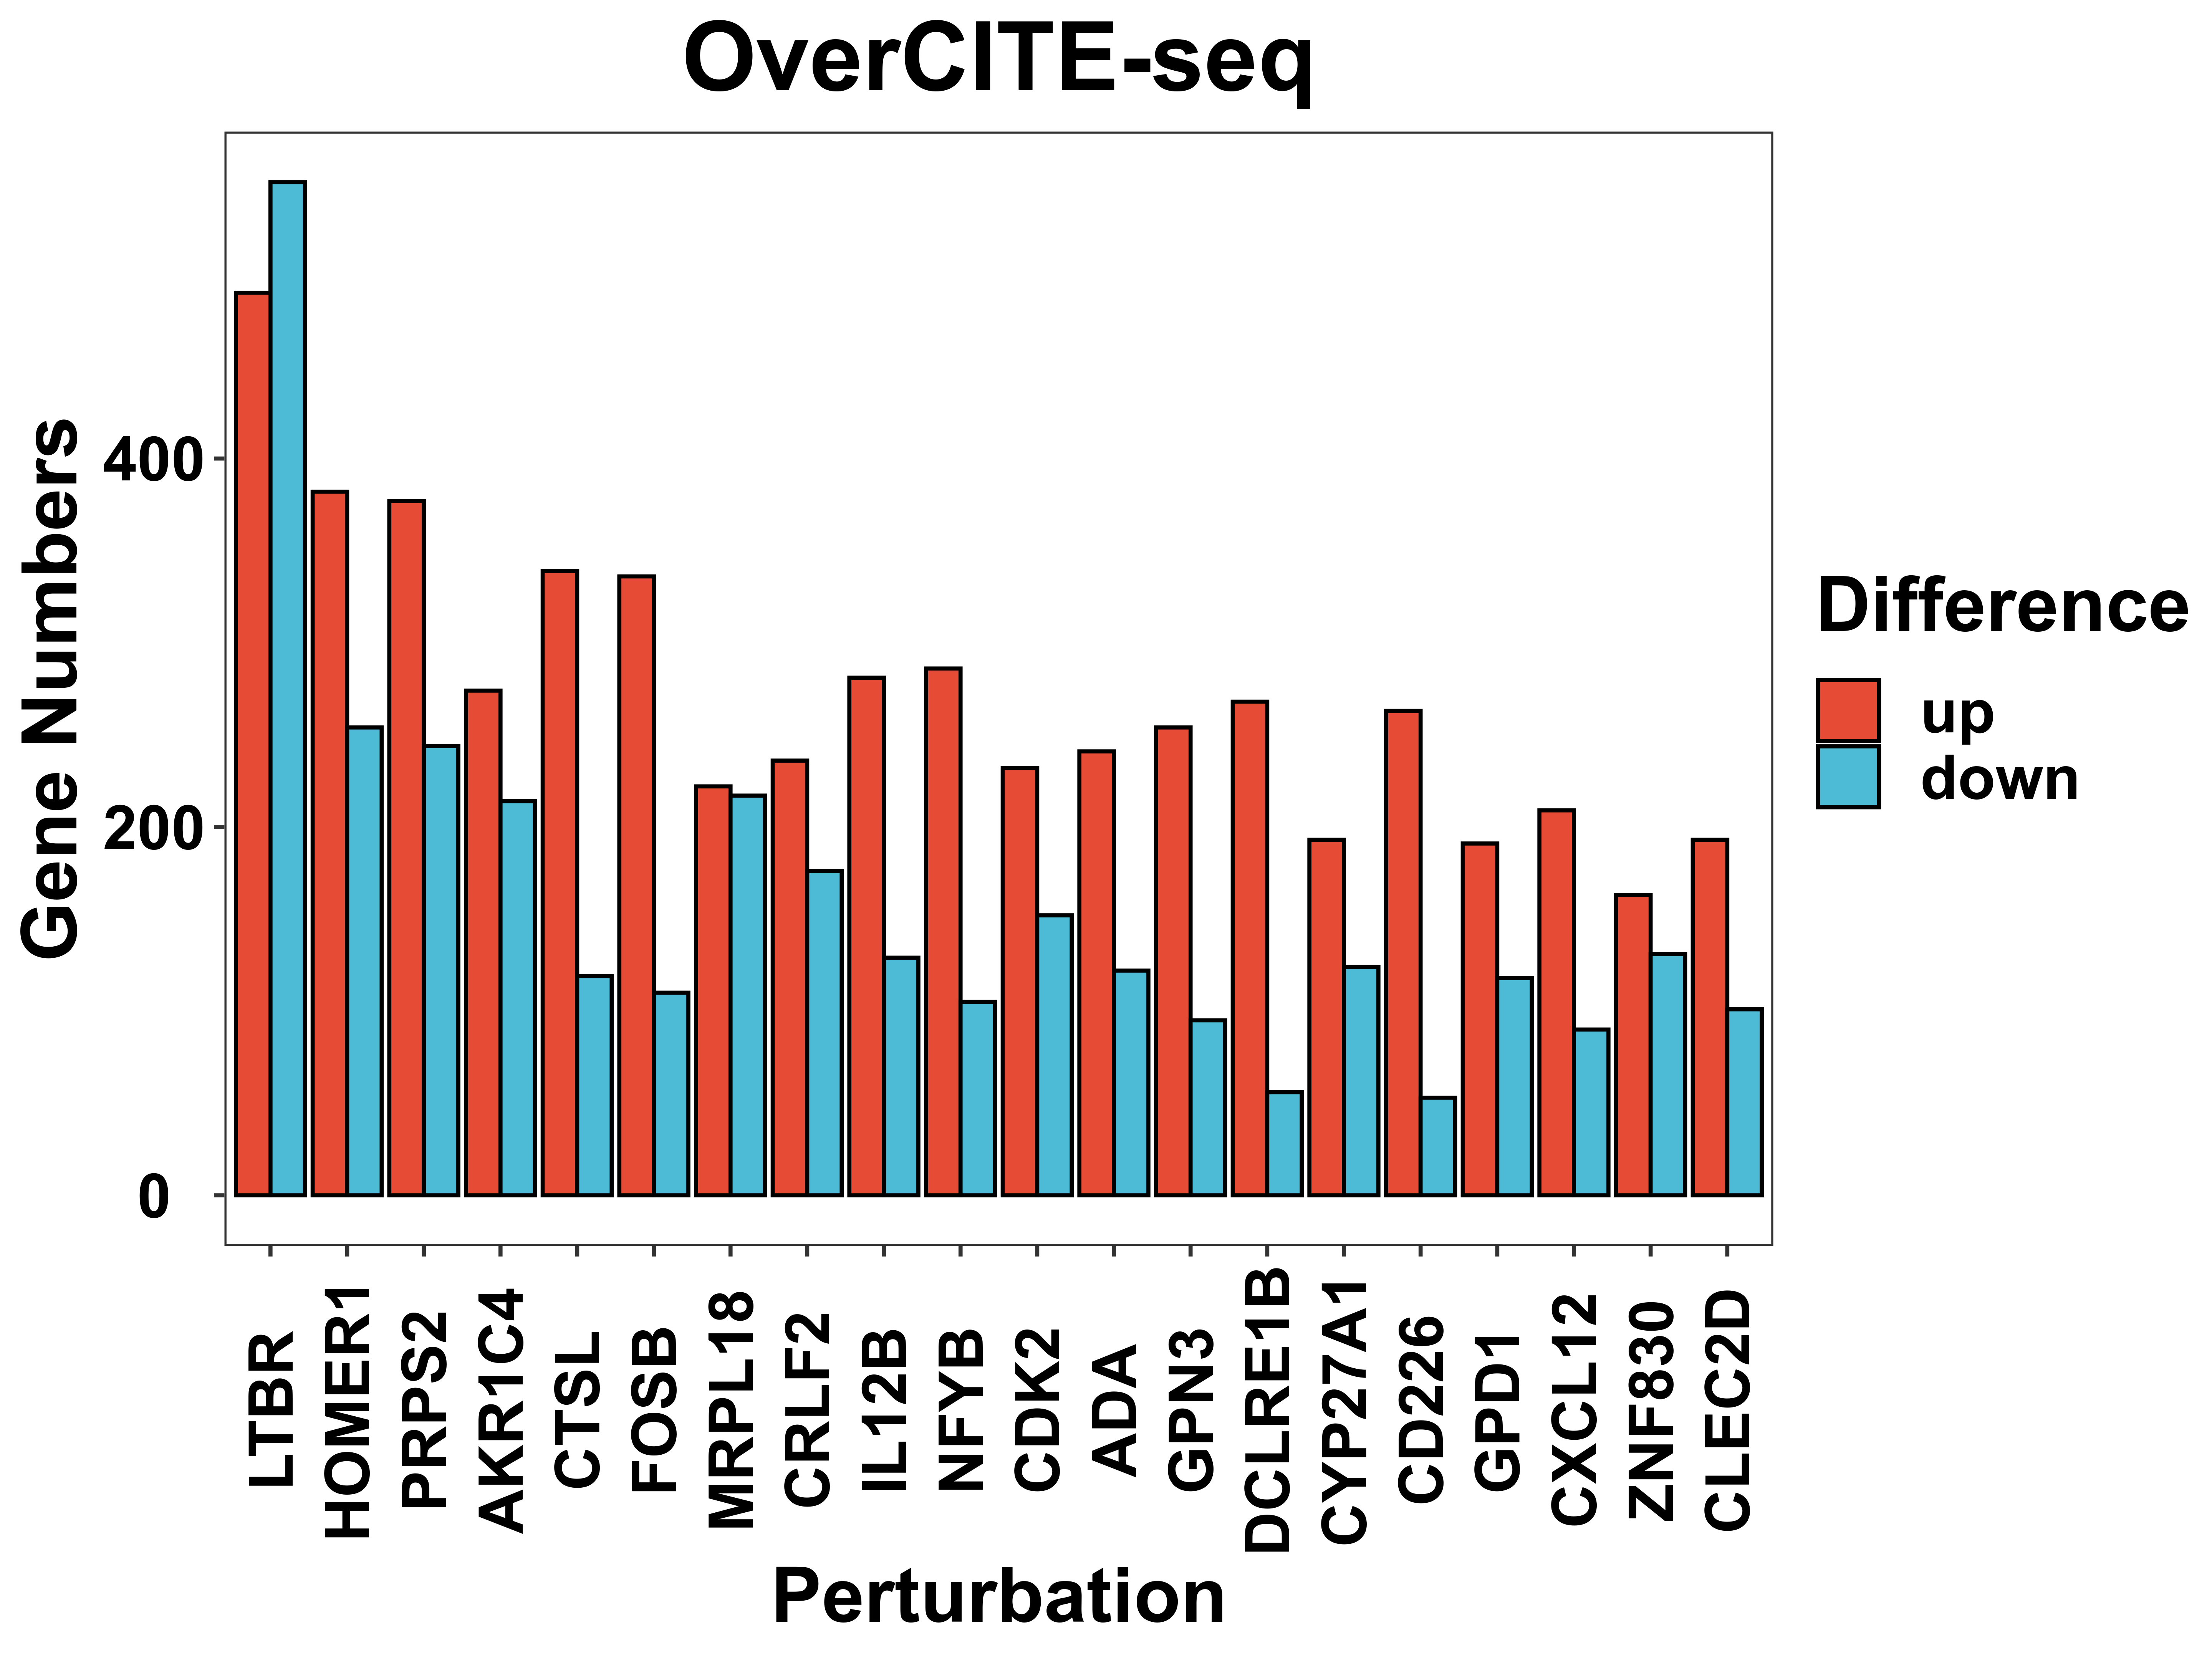 OverCITE-seq
Gene Numbers
400
200
0
LTBR
HOMER1
PRPS2
AKR1C4
CTSL
FOSB
MRPL18
CRLF2
IL12B
NFYB
CDK2
ADA
GPN3
DCLRE1B
CYP27A1
CD226
GPD1
CXCL12
ZNF830
CLEC2D
Perturbation
Difference
up
down